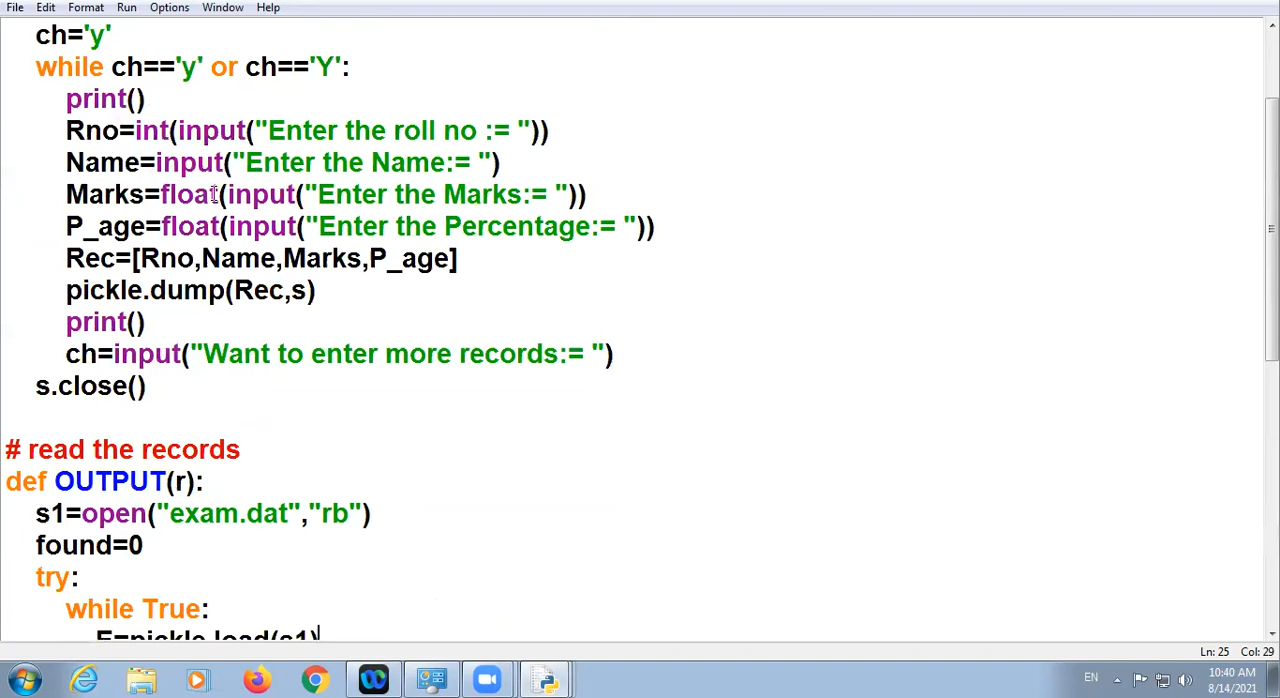 File Edit Format Run Options Window Help
ch='y'
while ch=='y' or ch=='Y':
print()
Rno=int(input("Enter the roll no := "))
Name=input("Enter the Name:= ")
Marks=float(input("Enter the Marks:= "))
P_age=float(input("Enter the Percentage:= "))
Rec=[Rno,Name,Marks,P_age]
pickle.dump(Rec,s)
print()
ch=input("Want to enter more records:= ")
s.close()
# read the records
def OUTPUT(r):
s1=open("exam.dat","rb")
found=0
try:
while True:
=pickle.load(s1)
Ln: 25 Col: 29
EN 10:40 AM
8/14/2021